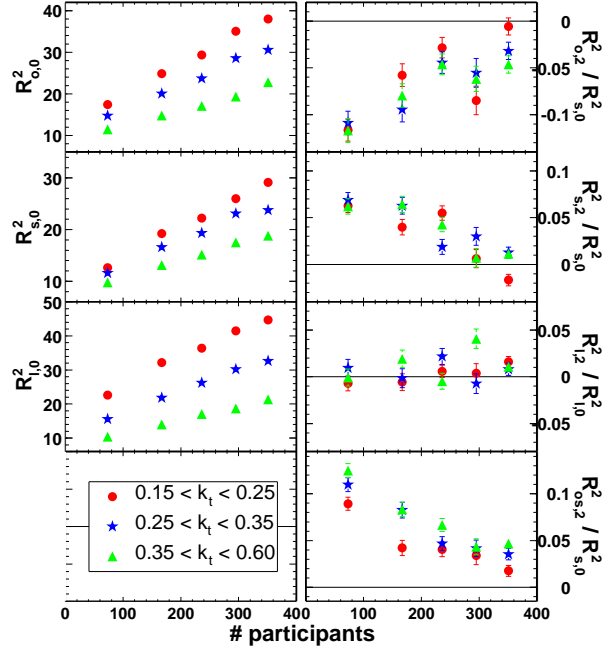 40
30
20
10
R²o,0
0
-0.05
-0.1
R²o,2 / R²s,0
30
20
10
R²s,0
0.1
0.05
0
R²s,2 / R²s,0
50
40
30
20
10
R²l,0
0.05
0
-0.05
R²l,2 / R²l,0
0.15 < kt < 0.25
0.25 < kt < 0.35
0.35 < kt < 0.60
0.1
0.05
0
R²os,2 / R²s,0
0 100 200 300 400
0 100 200 300 400
# participants
# participants